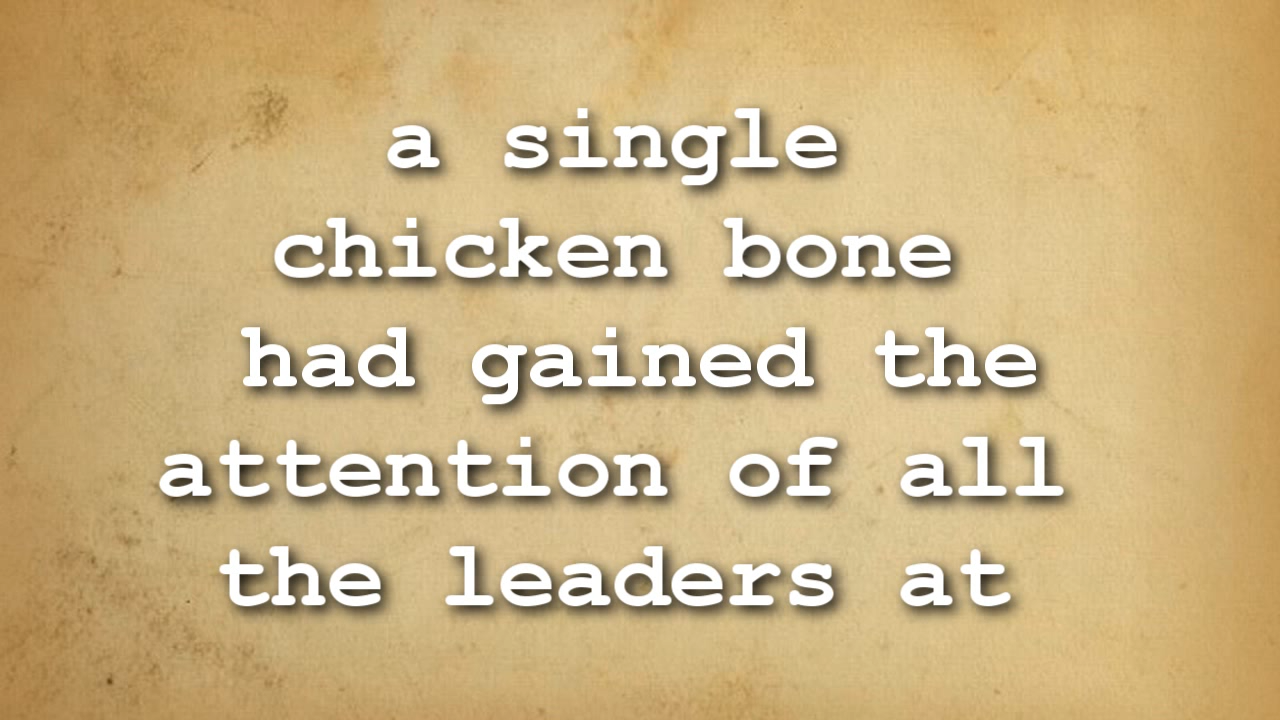 a single
chicken bone
had gained the
attention of all
the leaders at